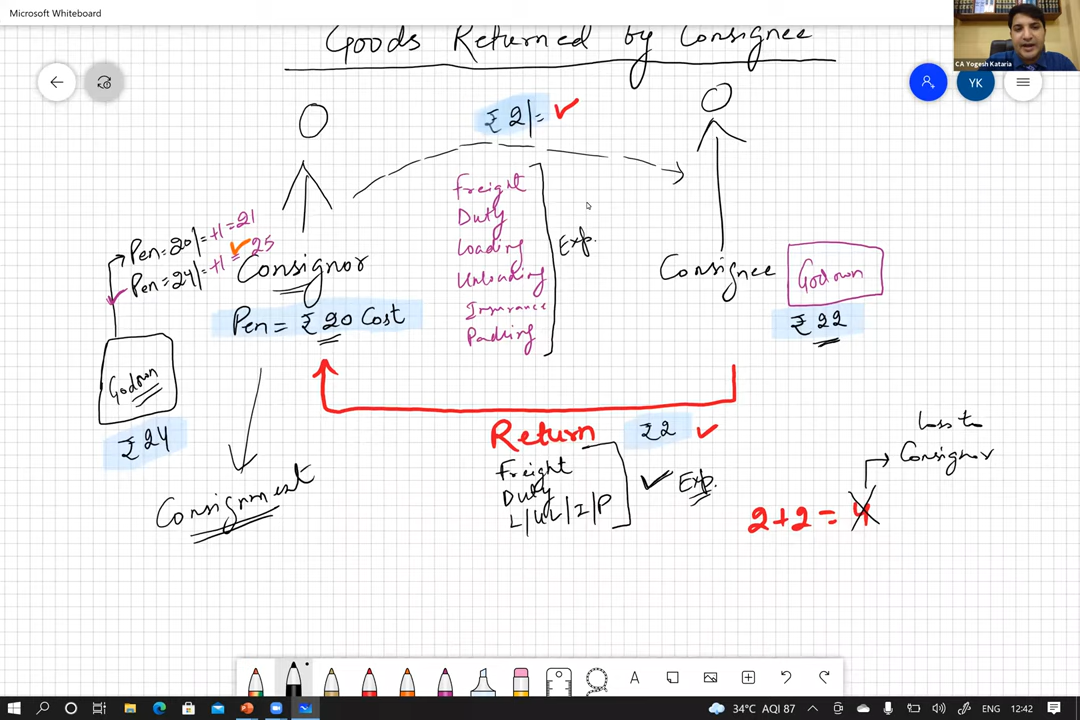 Microsoft Whiteboard
CA Yogesh Kataria
YK
Goods Returned by Consignee
₹ 2/=
Freight
Duty
Loading
Unloading
Insurance
Packing
Exp.
Pen = 20/= +1 = 21
Pen = 24/= +1 = 25
Consignor
Pen = ₹ 20 Cost
Consignee
Godown
₹ 22
Godown
₹ 24
Return
₹2
Freight
Duty
L/UL/I/P
Exp.
Loss to
Consignor
2+2 = 4
Consignment
34°C AQI 87
ENG
12:42